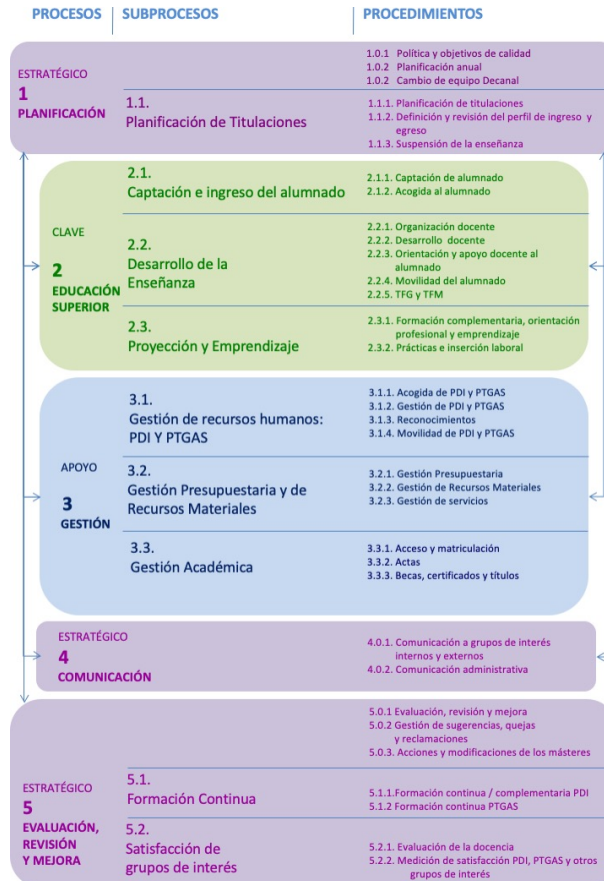 PROCESOS SUBPROCESOS PROCEDIMIENTOS
ESTRATÉGICO
1
PLANIFICACIÓN
1.0.1 Política y objetivos de calidad
1.0.2 Planificación anual
1.0.2 Cambio de equipo Decanal
1.1.
Planificación de Titulaciones
1.1.1. Planificación de titulaciones
1.1.2. Definición y revisión del perfil de ingreso y
egreso
1.1.3. Suspensión de la enseñanza
CLAVE
2
EDUCACIÓN
SUPERIOR
2.1.
Captación e ingreso del alumnado
2.1.1. Captación de alumnado
2.1.2. Acogida al alumnado
2.2.
Desarrollo de la
Enseñanza
2.2.1. Organización docente
2.2.2. Desarrollo docente
2.2.3. Orientación y apoyo docente al
alumnado
2.2.4. Movilidad del alumnado
2.2.5. TFG y TFM
2.3.
Proyección y Emprendizaje
2.3.1. Formación complementaria, orientación
profesional y emprendizaje
2.3.2. Prácticas e inserción laboral
APOYO
3
GESTIÓN
3.1.
Gestión de recursos humanos:
PDI Y PTGAS
3.1.1. Acogida de PDI y PTGAS
3.1.2. Gestión de PDI y PTGAS
3.1.3. Reconocimientos
3.1.4. Movilidad de PDI y PTGAS
3.2.
Gestión Presupuestaria y de
Recursos Materiales
3.2.1. Gestión Presupuestaria
3.2.2. Gestión de Recursos Materiales
3.2.3. Gestión de servicios
3.3.
Gestión Académica
3.3.1. Acceso y matriculación
3.3.2. Actas
3.3.3. Becas, certificados y títulos
ESTRATÉGICO
4
COMUNICACIÓN
4.0.1. Comunicación a grupos de interés
internos y externos
4.0.2. Comunicación administrativa
ESTRATÉGICO
5
EVALUACIÓN,
REVISIÓN
Y MEJORA
5.0.1 Evaluación, revisión y mejora
5.0.2 Gestión de sugerencias, quejas
y reclamaciones
5.0.3. Acciones y modificaciones de los másteres
5.1.
Formación Continua
5.1.1.Formación continua / complementaria PDI
5.1.2 Formación continua PTGAS
5.2.
Satisfacción de
grupos de interés
5.2.1. Evaluación de la docencia
5.2.2. Medición de satisfacción PDI, PTGAS y otros
grupos de interés